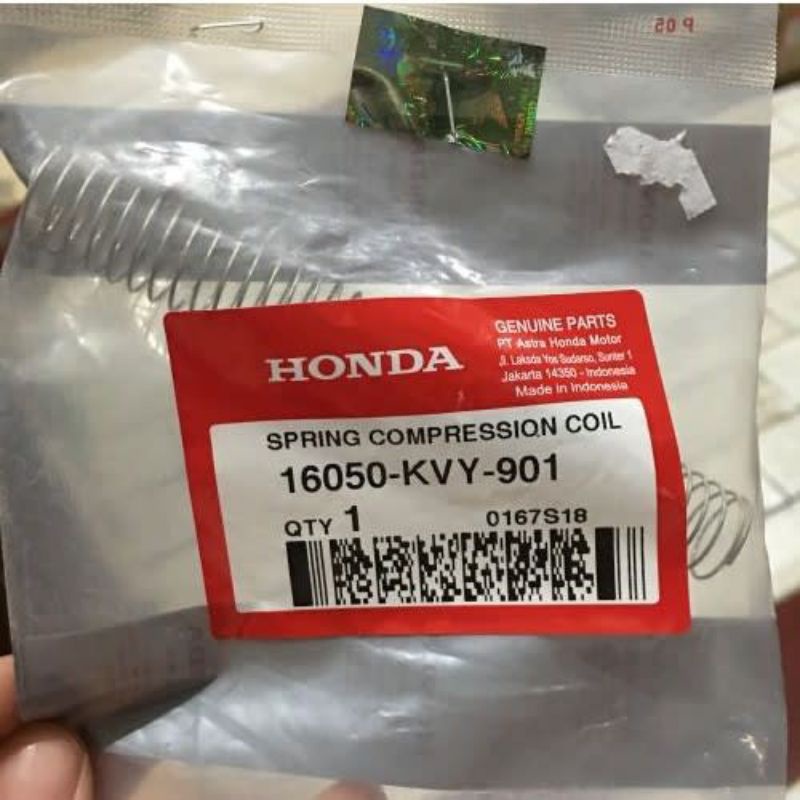 P 05
HONDA
GENUINE PARTS
PT Astra Honda Motor
Jl. Laksda Yos Sudarso, Sunter 1
Jakarta 14350 - Indonesia
Made in Indonesia
SPRING COMPRESSION COIL
16050-KVY-901
QTY 1
0167S18